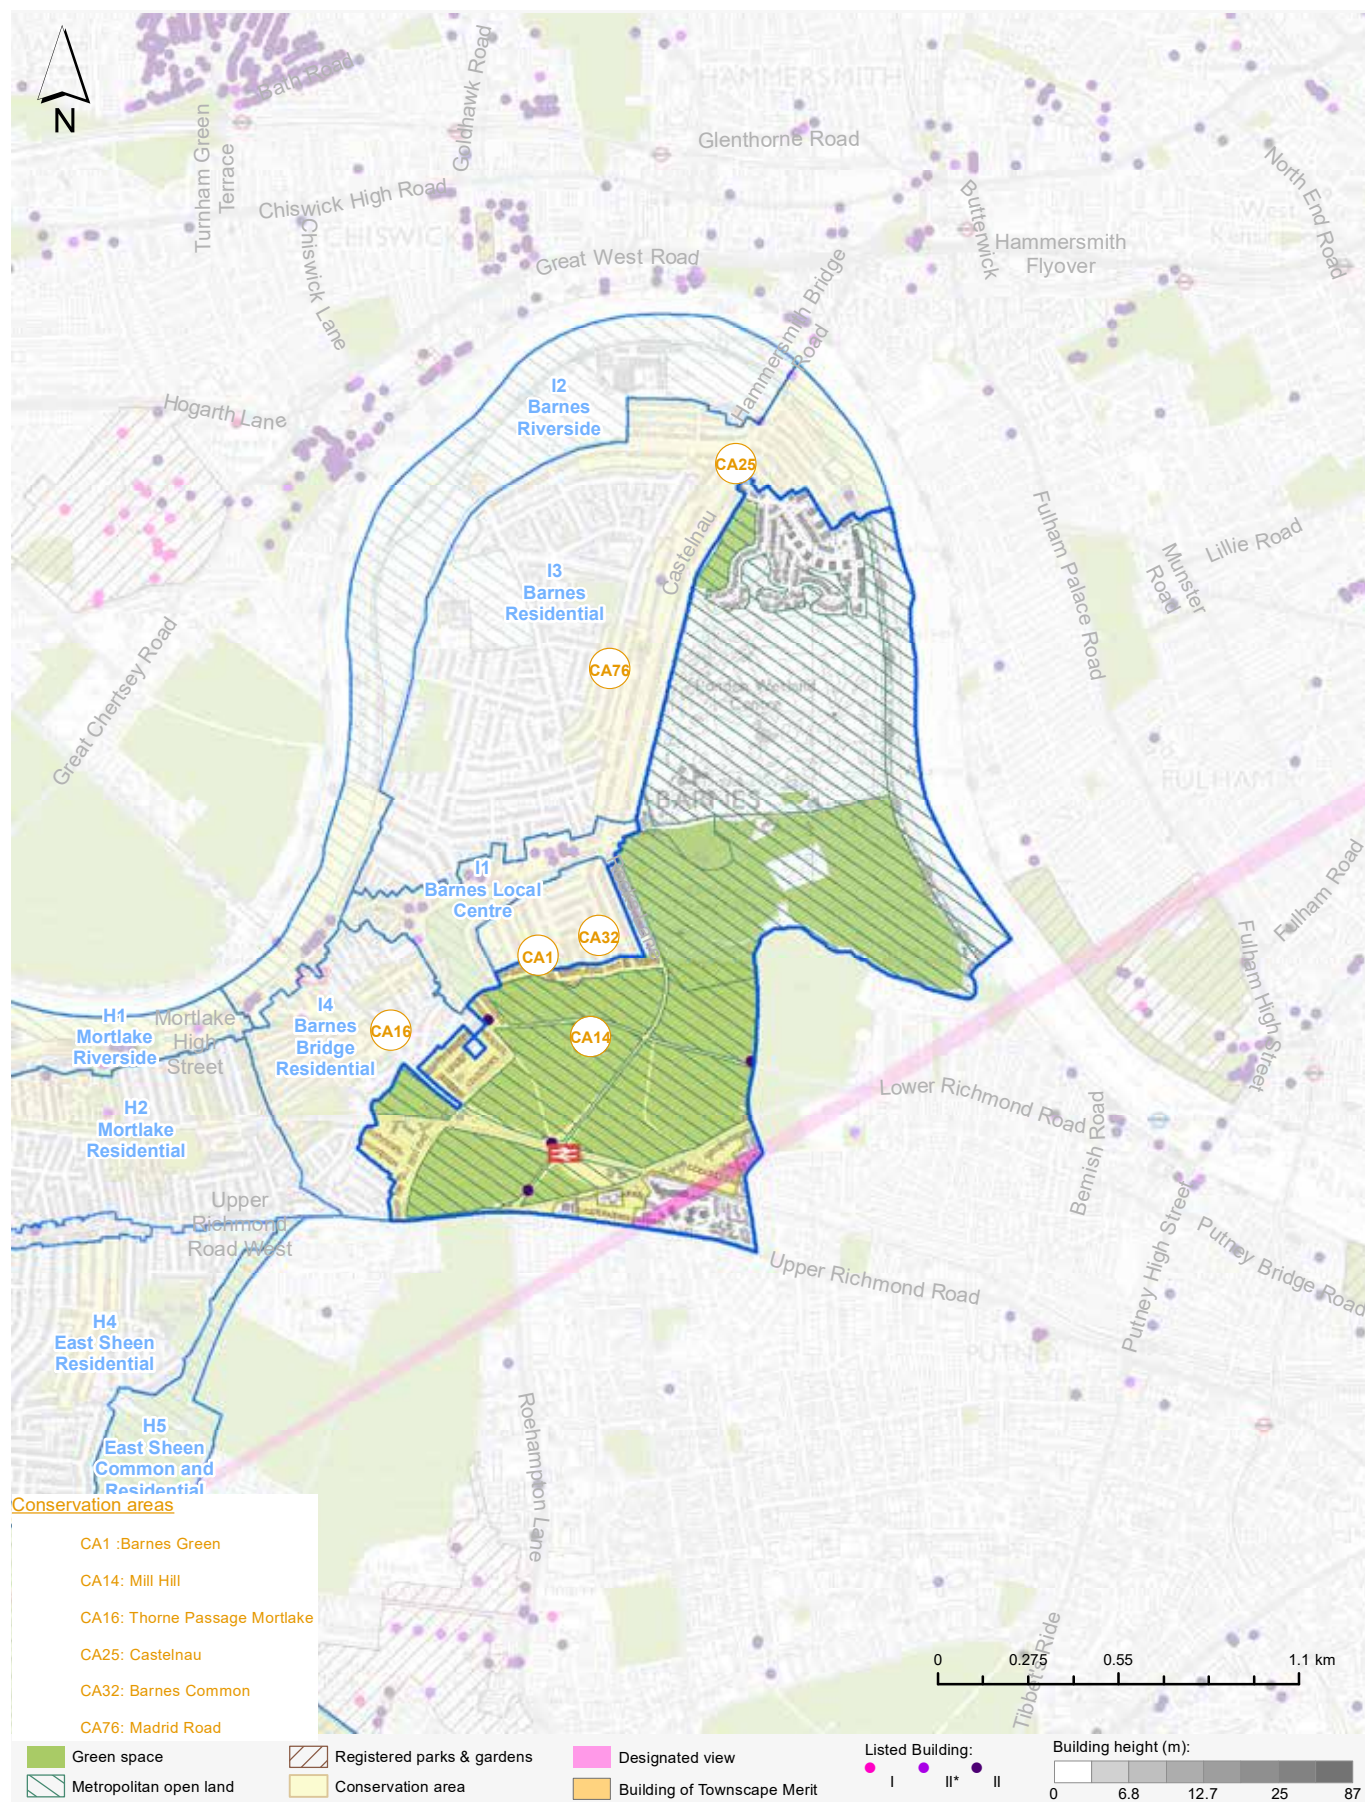 N
Bath Road
Goldhawk Road
HAMMERSMITH
Glenthorne Road
Turnham Green
Terrace
Chiswick High Road
CHISWICK
Chiswick Lane
Great West Road
Butterwick
Hammersmith
Flyover
North End Road
West
Hammersmith Bridge
Road
Hogarth Lane
I2
Barnes
Riverside
CA25
Castelnau
Fulham Palace Road
Munster
Road
Lillie Road
I3
Barnes
Residential
CA76
Great Chertsey Road
London Wetland
Centre
BARNES
FULHAM
I1
Barnes Local
Centre
CA32
CA1
Fulham Road
Fulham High Street
H1
Mortlake
Riverside
Mortlake
High
Street
I4
Barnes
Bridge
Residential
CA16
CA14
H2
Mortlake
Residential
Lower Richmond Road
Bemish Road
Upper
Richmond
Road West
Upper Richmond Road
Putney High Street
Putney Bridge Road
PUTNEY
H4
East Sheen
Residential
H5
East Sheen
Common and
Residential
Roehampton Lane
Tibbet's Ride
Conservation areas
CA1 :Barnes Green
CA14: Mill Hill
CA16: Thorne Passage Mortlake
CA25: Castelnau
CA32: Barnes Common
CA76: Madrid Road
0 0.275 0.55 1.1 km
Green space
Metropolitan open land
Registered parks & gardens
Conservation area
Designated view
Building of Townscape Merit
Listed Building:
I II* II
Building height (m):
0 6.8 12.7 25 87